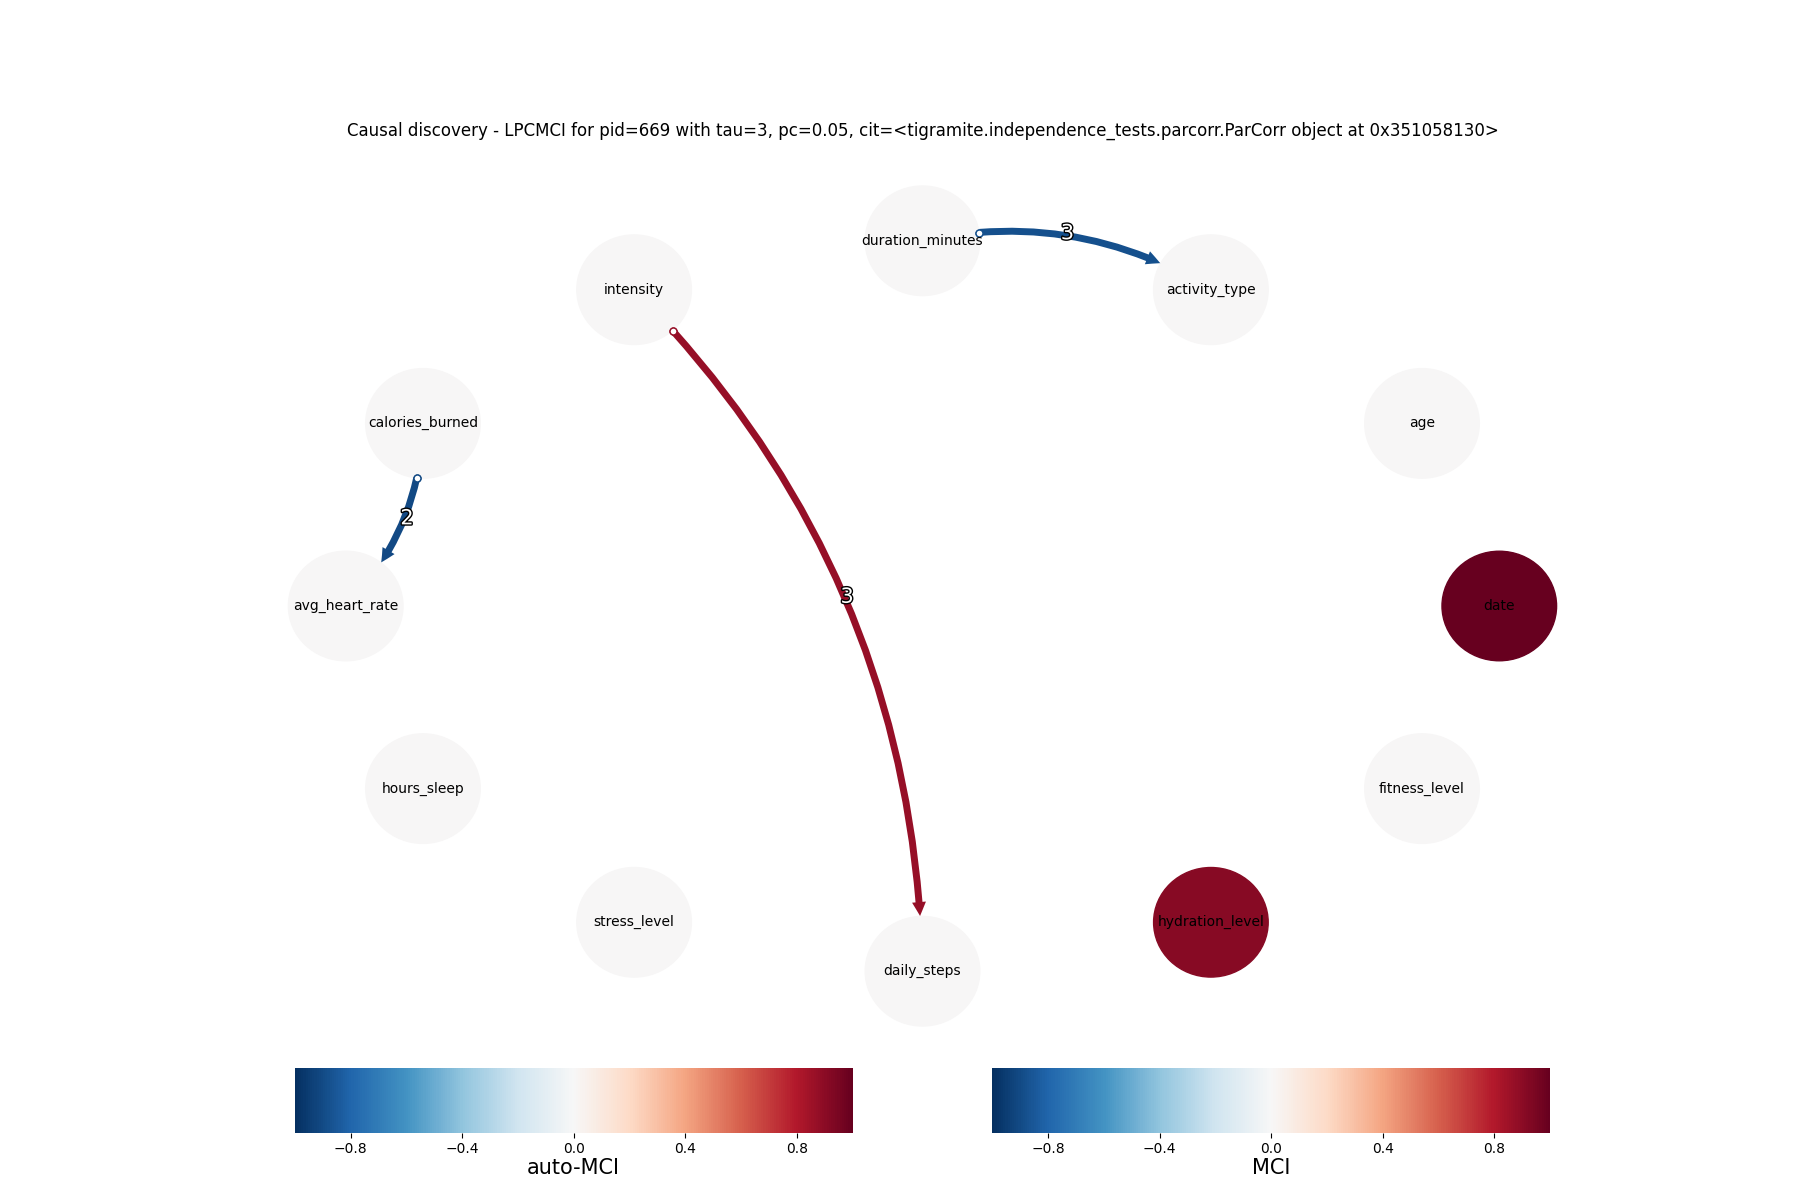 Causal discovery - LPCMCI for pid=669 with tau=3, pc=0.05, cit=<tigramite.independence_tests.parcorr.ParCorr object at 0x351058130>
duration_minutes
3
intensity
activity_type
calories_burned
age
2
avg_heart_rate
3
date
hours_sleep
fitness_level
stress_level
hydration_level
daily_steps
−0.8 −0.4 0.0 0.4 0.8
auto-MCI
−0.8 −0.4 0.0 0.4 0.8
MCI